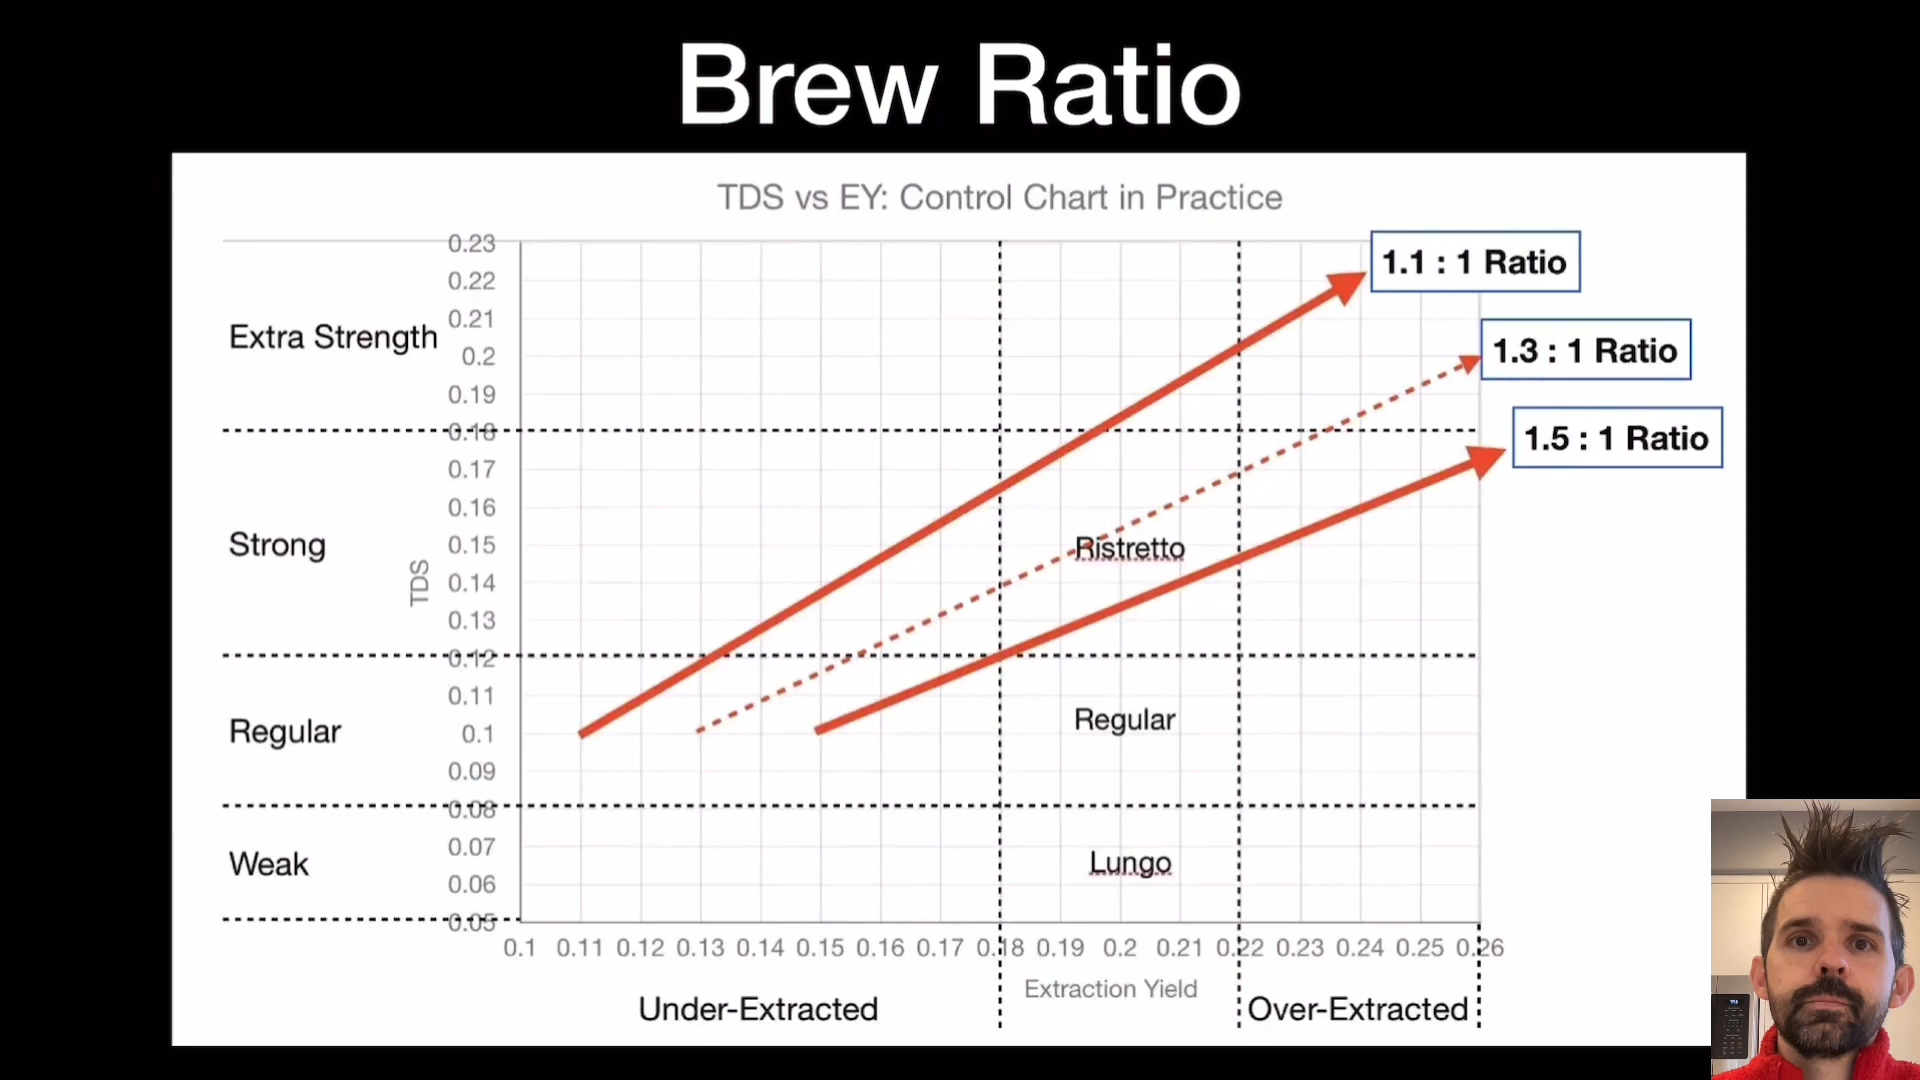 Brew Ratio
TDS vs EY: Control Chart in Practice
1.1 : 1 Ratio
1.3 : 1 Ratio
1.5 : 1 Ratio
Extra Strength
Strong
Regular
Weak
TDS
0.23
0.22
0.21
0.2
0.19
0.18
0.17
0.16
0.15
0.14
0.13
0.12
0.11
0.1
0.09
0.08
0.07
0.06
0.05
Ristretto
Regular
Lungo
0.1 0.11 0.12 0.13 0.14 0.15 0.16 0.17 0.18 0.19 0.2 0.21 0.22 0.23 0.24 0.25 0.26
Extraction Yield
Under-Extracted
Over-Extracted